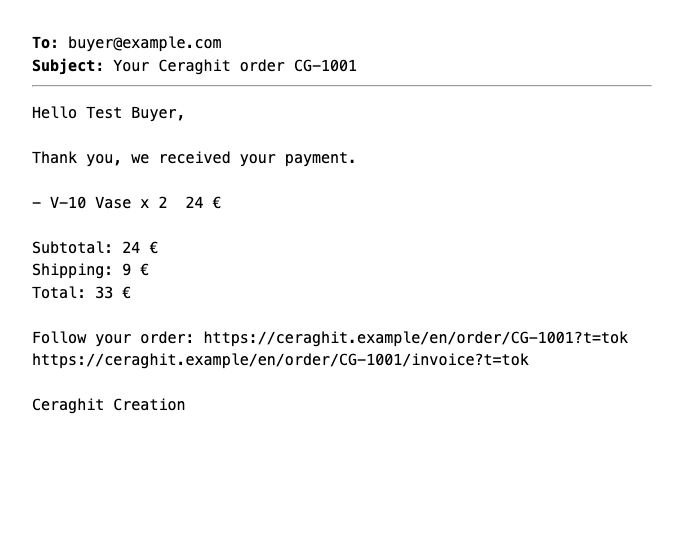 To: buyer@example.com
Subject: Your Ceraghit order CG-1001
Hello Test Buyer,
Thank you, we received your payment.
- V-10 Vase x 2  24 €
Subtotal: 24 €
Shipping: 9 €
Total: 33 €
Follow your order: https://ceraghit.example/en/order/CG-1001?t=tok
https://ceraghit.example/en/order/CG-1001/invoice?t=tok
Ceraghit Creation